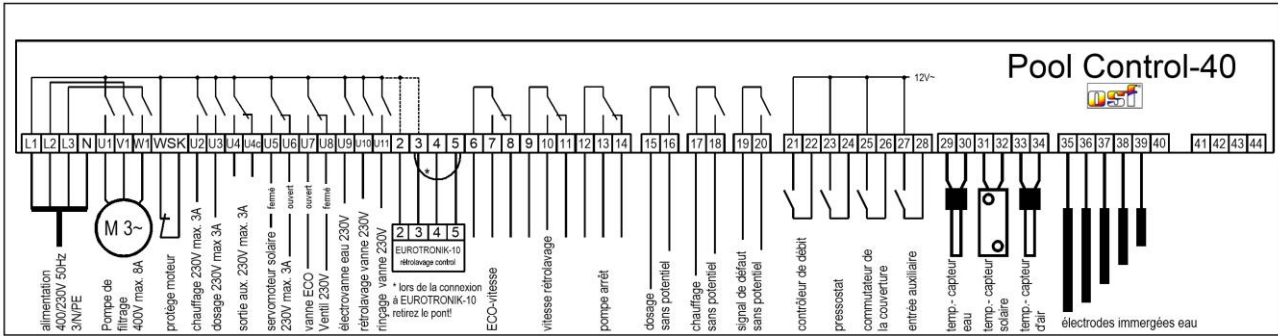 Pool Control-40
osf
12V~
L1 L2 L3 N U1 V1 W1 WSK U2 U3 U4 U4c U5 U6 U7 U8 U9 U10 U11 2 3 4 5 6 7 8 9 10 11 12 13 14 15 16 17 18 19 20 21 22 23 24 25 26 27 28 29 30 31 32 33 34 35 36 37 38 39 40 41 42 43 44
M 3~
*
2 3 4 5
EUROTRONIK-10
rétrolavage control
* lors de la connexion
à EUROTRONIK-10
retirez le pont!
alimentation
400/230V 50Hz
3/N/PE
Pompe de
filtrage
400V max. 8A
protége moteur
chauffage 230V max. 3A
dosage 230V max 3A
sortie aux. 230V max. 3A
servomoteur solaire
230V max. 3A
fermé
ouvert
vanne ECO
Ventil 230V
ouvert
fermé
électrovanne eau 230V
rétrolavage vanne 230V
rinçage vanne 230V
ECO-vitesse
vitesse rétrolavage
pompe arrêt
dosage
sans potentiel
chauffage
sans potentiel
signal de défaut
sans potentiel
contrôleur de débit
pressostat
commutateur de
la couverture
entrée auxiliaire
temp.- capteur
eau
temp.- capteur
solaire
temp.- capteur
d'air
électrodes immergées eau